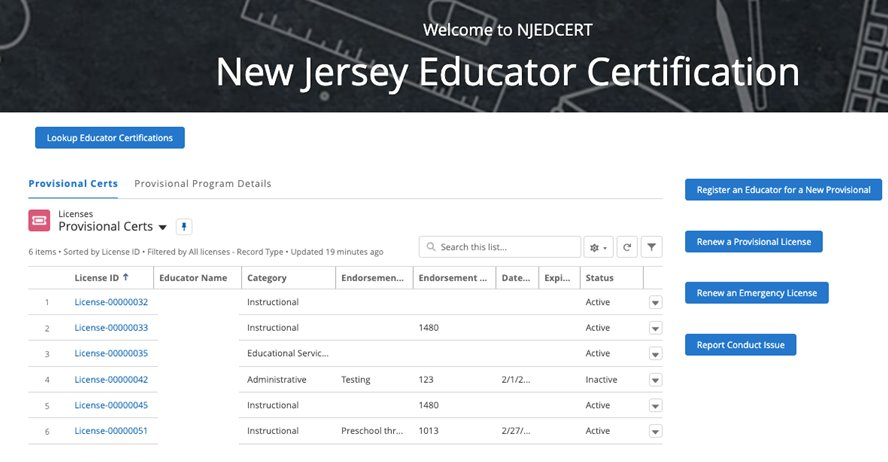 Welcome to NJEDCERT
New Jersey Educator Certification
Lookup Educator Certifications
Provisional Certs Provisional Program Details
Register an Educator for a New Provisional
Licenses
Provisional Certs
6 items • Sorted by License ID • Filtered by All licenses - Record Type • Updated 19 minutes ago
Search this list...
Renew a Provisional License
License ID Educator Name Category Endorsemen... Endorsement ... Date... Expi... Status
1 License-00000032 Instructional Active
Renew an Emergency License
2 License-00000033 Instructional 1480 Active
3 License-00000035 Educational Servic... Active
Report Conduct Issue
4 License-00000042 Administrative Testing 123 2/1/2... Inactive
5 License-00000045 Instructional 1480 Active
6 License-00000051 Instructional Preschool thr... 1013 2/27/... Active